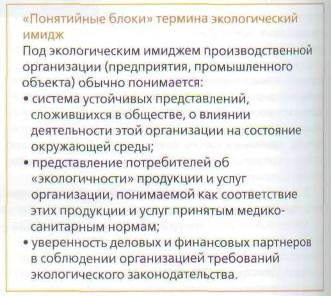 «Понятийные блоки» термина экологический
имидж
Под экологическим имиджем производственной
организации (предприятия, промышленного
объекта) обычно понимается:
• система устойчивых представлений,
сложившихся в обществе, о влиянии
деятельности этой организации на состояние
окружающей среды;
• представление потребителей об
«экологичности» продукции и услуг
организации, понимаемой как соответствие
этих продукции и услуг принятым медико-
санитарным нормам;
• уверенность деловых и финансовых партнеров
в соблюдении организацией требований
экологического законодательства.